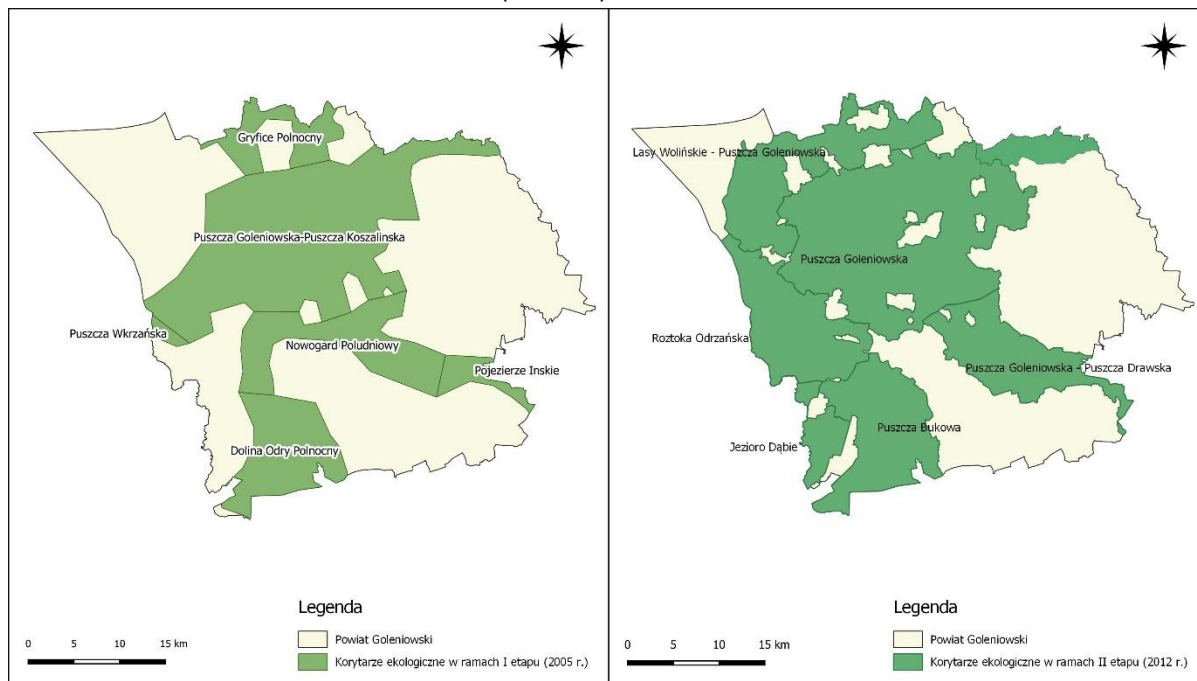 Gryfice Polnocny
Puszcza Goleniowska-Puszcza Koszalinska
Puszcza Wkrzańska
Nowogard Poludniowy
Pojezierze Inskie
Dolina Odry Polnocny
Legenda
0 5 10 15 km
Powiat Goleniowski
Korytarze ekologiczne w ramach I etapu (2005 r.)
Lasy Wolińskie - Puszcza Goleniowska
Puszcza Goleniowska
Roztoka Odrzańska
Puszcza Goleniowska - Puszcza Drawska
Puszcza Bukowa
Jezioro Dąbie
Legenda
0 5 10 15 km
Powiat Goleniowski
Korytarze ekologiczne w ramach II etapu (2012 r.)